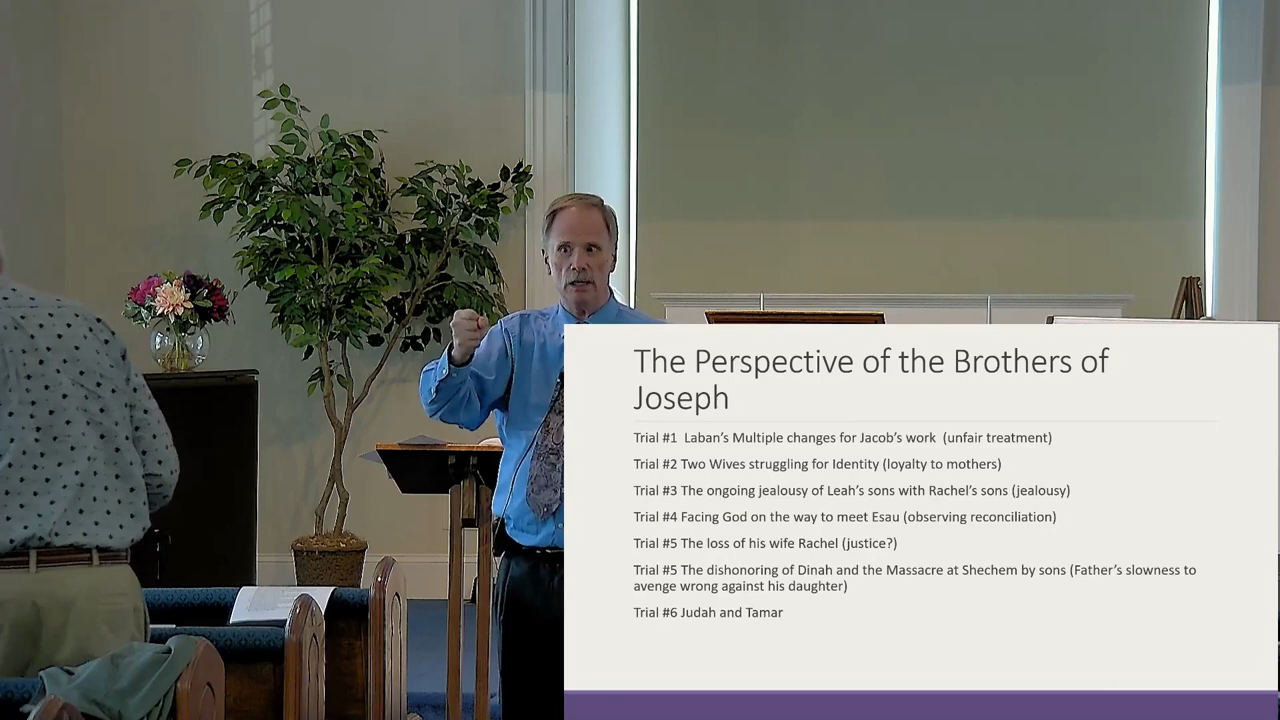 The Perspective of the Brothers of
Joseph
Trial #1  Laban's Multiple changes for Jacob's work  (unfair treatment)
Trial #2 Two Wives struggling for Identity (loyalty to mothers)
Trial #3 The ongoing jealousy of Leah's sons with Rachel's sons (jealousy)
Trial #4 Facing God on the way to meet Esau (observing reconciliation)
Trial #5 The loss of his wife Rachel (justice?)
Trial #5 The dishonoring of Dinah and the Massacre at Shechem by sons (Father's slowness to
avenge wrong against his daughter)
Trial #6 Judah and Tamar